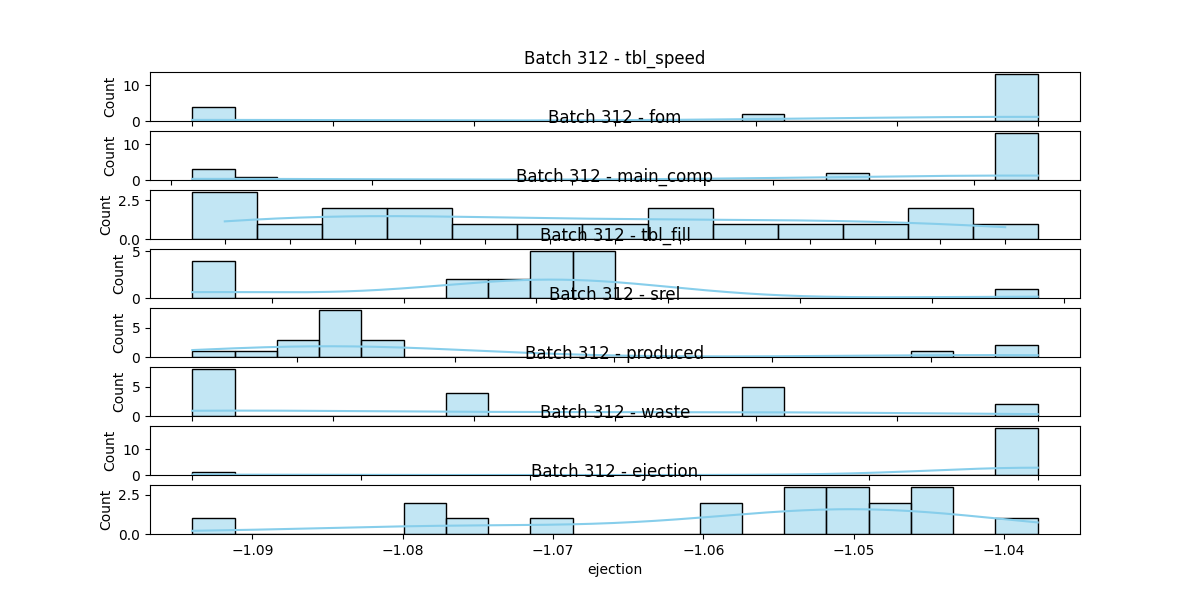 Batch 312 - tbl_speed
Count
10
0
Batch 312 - fom
Count
10
0
Batch 312 - main_comp
Count
2.5
0.0
Batch 312 - tbl_fill
Count
5
0
Batch 312 - srel
Count
5
0
Batch 312 - produced
Count
5
0
Batch 312 - waste
Count
10
0
Batch 312 - ejection
Count
2.5
0.0
−1.09 −1.08 −1.07 −1.06 −1.05 −1.04
ejection